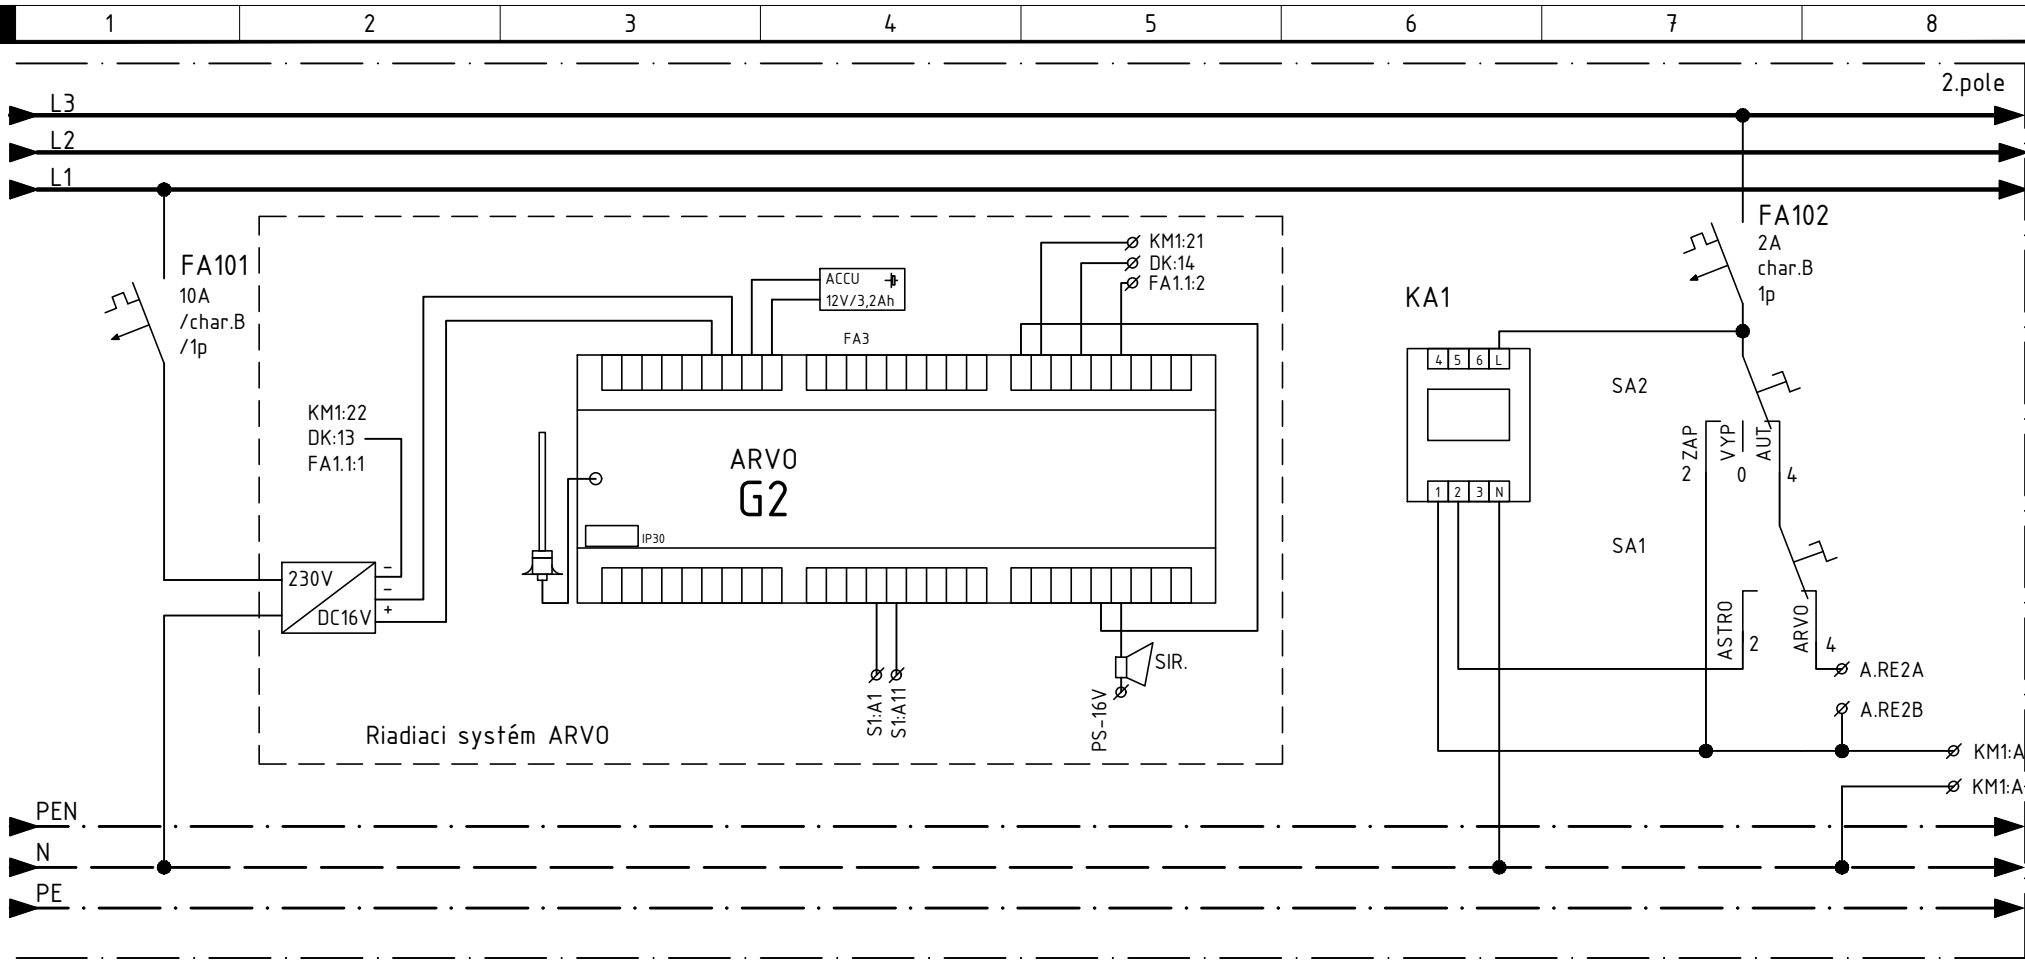 1 2 3 4 5 6 7 8
2.pole
L3
L2
L1
FA101
10A
/char.B
/1p
KM1:22
DK:13
FA1.1:1
230V
DC16V
-
-
+
ACCU
12V/3,2Ah
FA3
KM1:21
DK:14
FA1.1:2
ARVO
G2
IP30
S1:A1
S1:A11
PS-16V
SIR.
Riadiaci systém ARVO
KA1
4 5 6 L
1 2 3 N
FA102
2A
char.B
1p
SA2
ZAP
VYP
AUT
2 0 4
SA1
ASTRO
2
ARVO
4
A.RE2A
A.RE2B
KM1:A
KM1:A
PEN
N
PE